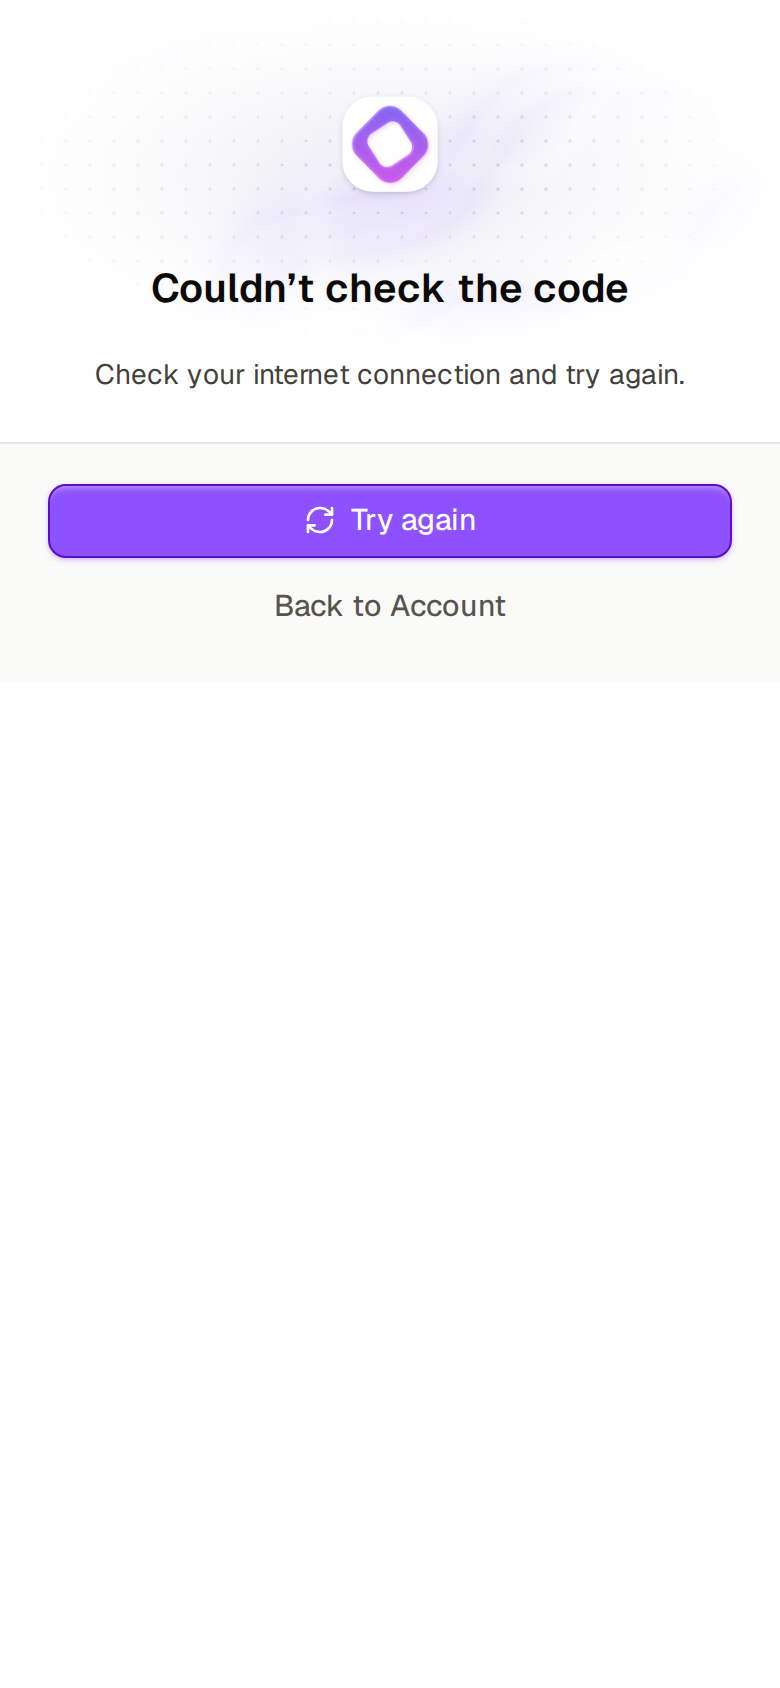 Couldn’t check the code
Check your internet connection and try again.
Try again
Back to Account